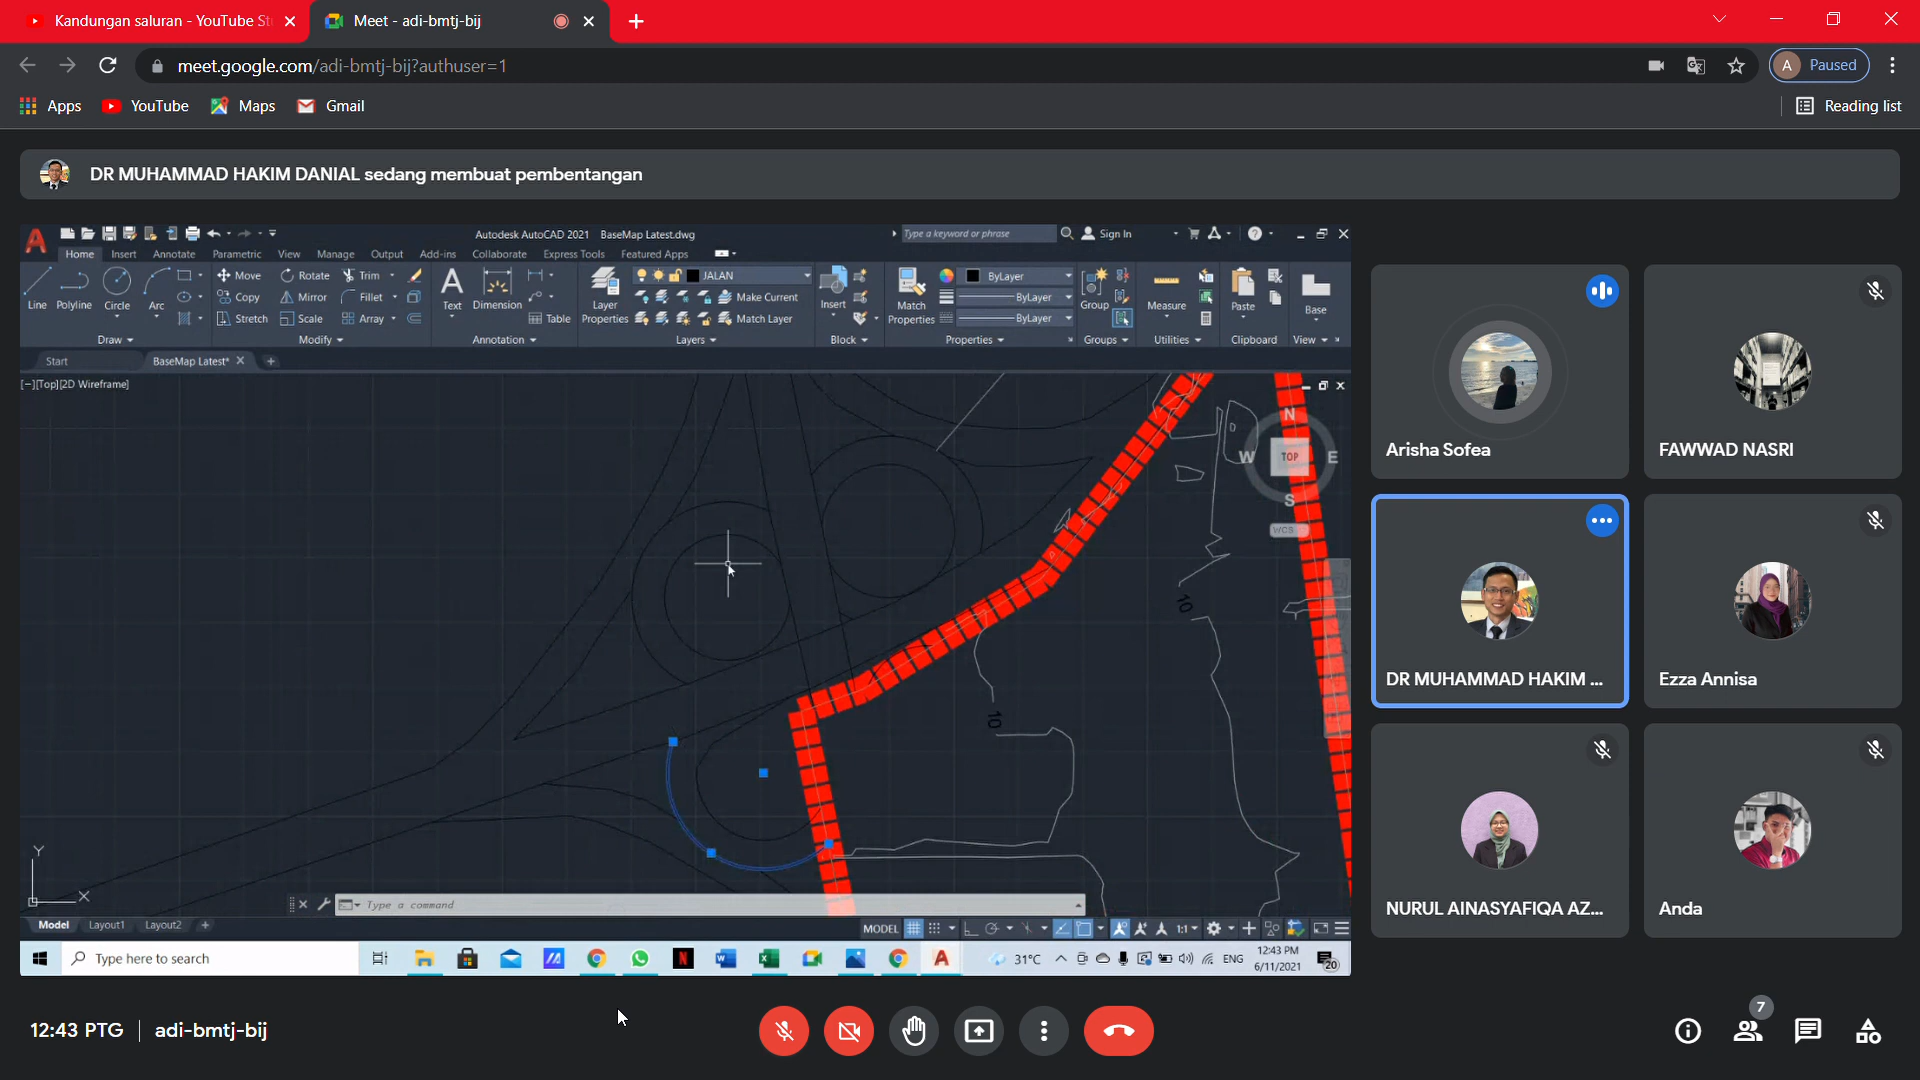 Kandungan saluran - YouTube St
Meet - adi-bmtj-bij
meet.google.com/adi-bmtj-bij?authuser=1
A Paused
Apps YouTube Maps Gmail Reading list
DR MUHAMMAD HAKIM DANIAL sedang membuat pembentangan
Autodesk AutoCAD 2021 BaseMap Latest.dwg
Type a keyword or phrase
Sign In
Home Insert Annotate Parametric View Manage Output Add-ins Collaborate Express Tools Featured Apps
Line Polyline Circle Arc
Move Rotate Trim
Copy Mirror Fillet
Stretch Scale Array
Text Dimension Table
Layer Properties
JALAN
Make Current
Match Layer
Insert
Match Properties
ByLayer
ByLayer
ByLayer
Group
Measure
Paste
Base
Draw Modify Annotation Layers Block Properties Groups Utilities Clipboard View
Start BaseMap Latest*
[−][Top][2D Wireframe]
N
W TOP E
S
WCS
10
10
Y
X
Type a command
Model Layout1 Layout2
MODEL 1:1
Type here to search
31°C ENG
12:43 PM
6/11/2021
20
Arisha Sofea
FAWWAD NASRI
DR MUHAMMAD HAKIM ...
Ezza Annisa
NURUL AINASYAFIQA AZ...
Anda
12:43 PTG adi-bmtj-bij
7